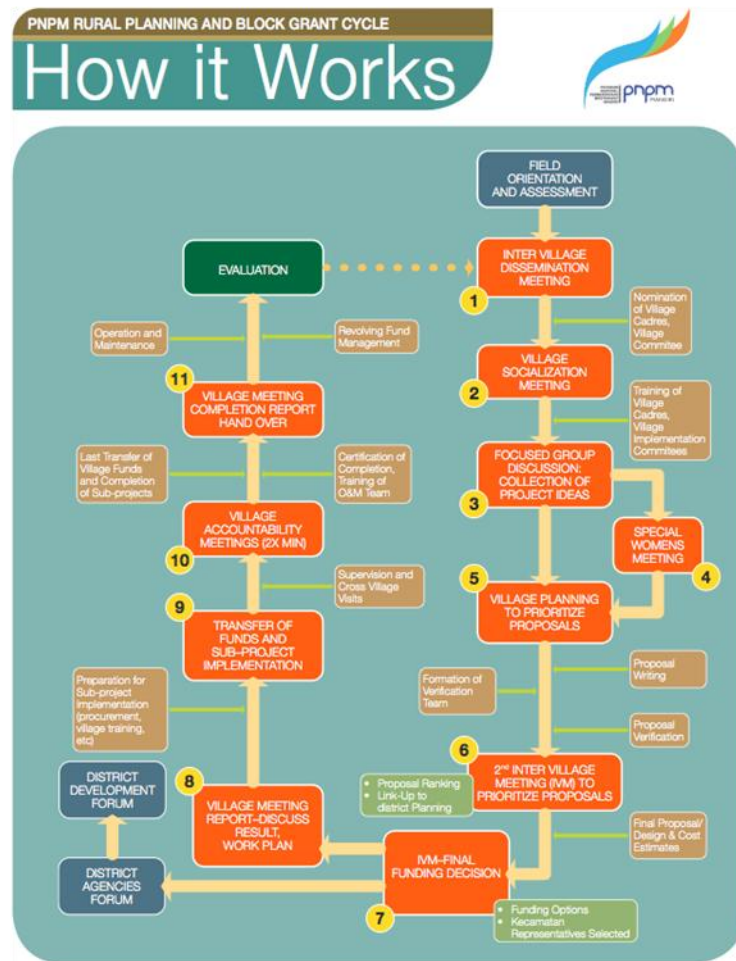 PNPM RURAL PLANNING AND BLOCK GRANT CYCLE
How it Works
pnpm
MANDIRI
FIELD
ORIENTATION
AND ASSESSMENT
EVALUATION
INTER VILLAGE
DISSEMINATION
MEETING
1
Nomination
of Village
Cadres,
Village
Commitee
Operation and
Maintenance
Revolving Fund
Management
11
VILLAGE MEETING
COMPLETION REPORT
HAND OVER
VILLAGE
SOCIALIZATION
MEETING
2
Training of
Village
Cadres,
Village
Implementation
Commitees
Last Transfer of
Village Funds
and Completion
of Sub-projects
Certification of
Completion,
Training of
O&M Team
FOCUSED GROUP
DISCUSSION:
COLLECTION OF
PROJECT IDEAS
3
SPECIAL
WOMENS
MEETING
4
VILLAGE
ACCOUNTABILITY
MEETINGS (2X MIN)
10
Supervision and
Cross Village
Visits
5
VILLAGE PLANNING
TO PRIORITIZE
PROPOSALS
9
TRANSFER OF
FUNDS AND
SUB-PROJECT
IMPLEMENTATION
Formation of
Verification
Team
Proposal
Writing
Proposal
Verification
Preparation for
Sub-project
Implementation
(procurement,
village training,
etc)
6
2nd INTER VILLAGE
MEETING (IVM) TO
PRIORITIZE PROPOSALS
• Proposal Ranking
• Link-Up to
district Planning
DISTRICT
DEVELOPMENT
FORUM
8
VILLAGE MEETING
REPORT–DISCUSS
RESULT,
WORK PLAN
Final Proposal/
Design & Cost
Estimates
IVM–FINAL
FUNDING DECISION
7
DISTRICT
AGENCIES
FORUM
• Funding Options
• Kecamatan
Representatives Selected